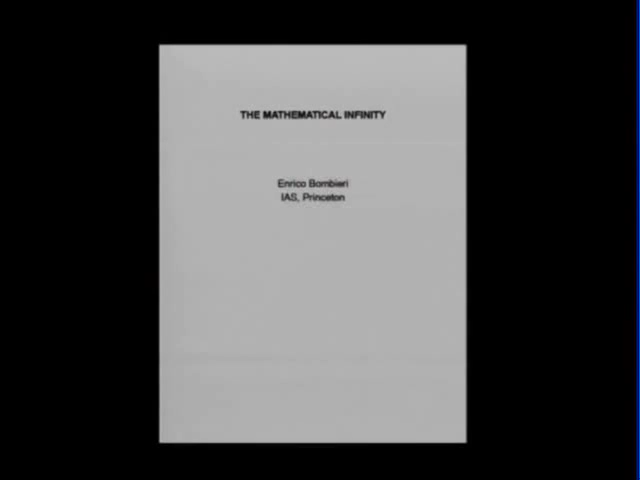 THE MATHEMATICAL INFINITY
Enrico Bombieri
IAS, Princeton